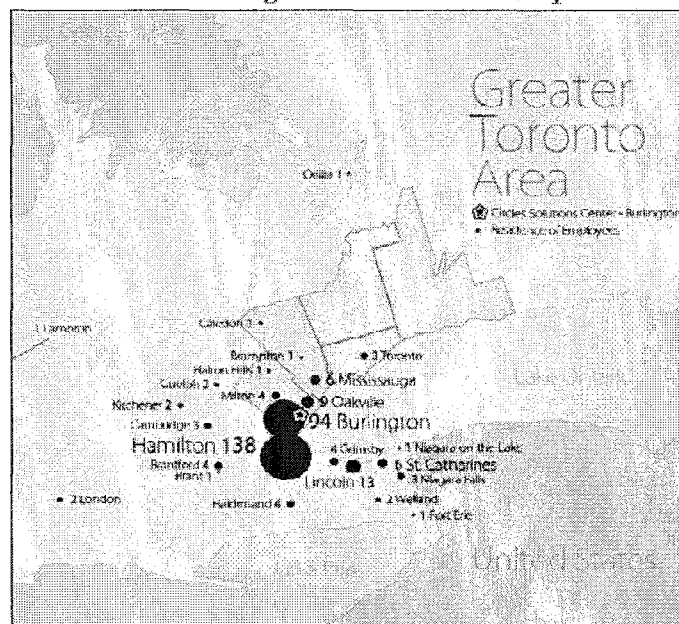 Greater
Toronto
Area
Circles Solutions Center - Burlington
Residence of Employees
Orillia 1
Caledon 1
Brampton 1
3 Toronto
Halton Hills 1
6 Mississauga
Guelph 2
Milton 4
9 Oakville
Kitchener 2
94 Burlington
Cambridge 3
Hamilton 138
4 Grimsby
1 Niagara on the Lake
Brantford 4
6 St. Catharines
Brant 1
Lincoln 13
3 Niagara Falls
2 London
2 Welland
Haldimand 4
1 Fort Erie
United States